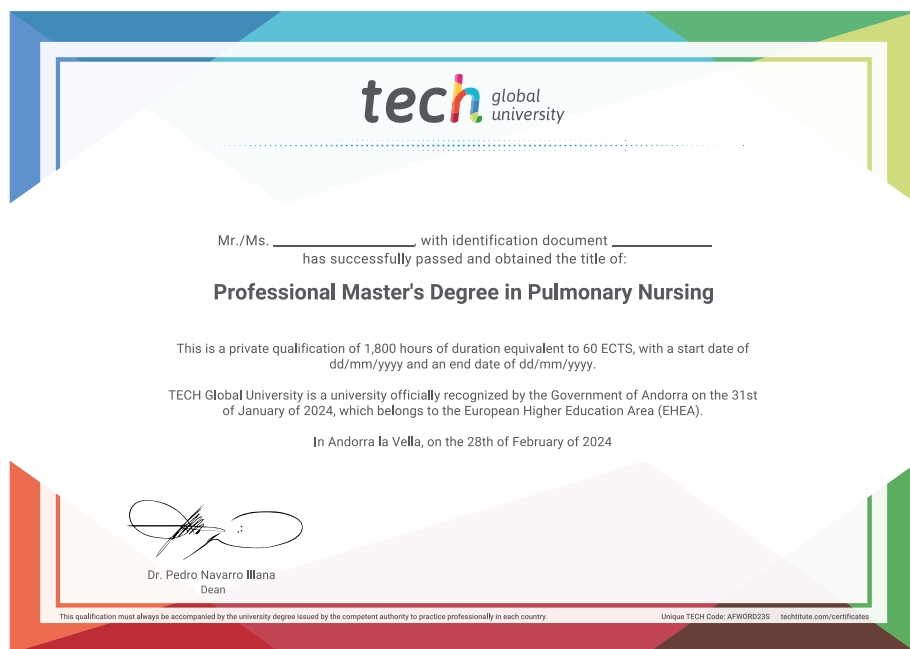 tech global
university
Mr./Ms. ____________________, with identification document ______________
has successfully passed and obtained the title of:
Professional Master's Degree in Pulmonary Nursing
This is a private qualification of 1,800 hours of duration equivalent to 60 ECTS, with a start date of
dd/mm/yyyy and an end date of dd/mm/yyyy.
TECH Global University is a university officially recognized by the Government of Andorra on the 31st
of January of 2024, which belongs to the European Higher Education Area (EHEA).
In Andorra la Vella, on the 28th of February of 2024
Dr. Pedro Navarro Illana
Dean
This qualification must always be accompanied by the university degree issued by the competent authority to practice professionally in each country.
Unique TECH Code: AFWORD23S techtitute.com/certificates